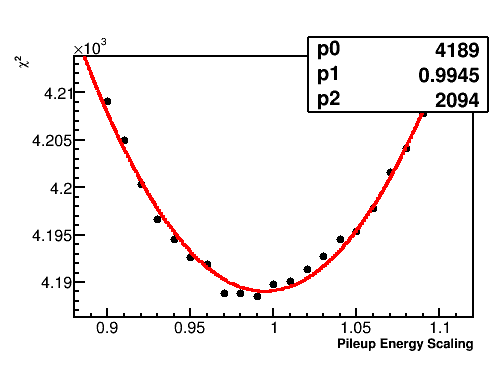 ×10³
χ²
p0 4189
p1 0.9945
p2 2094
4.21
4.205
4.2
4.195
4.19
0.9 0.95 1 1.05 1.1
Pileup Energy Scaling